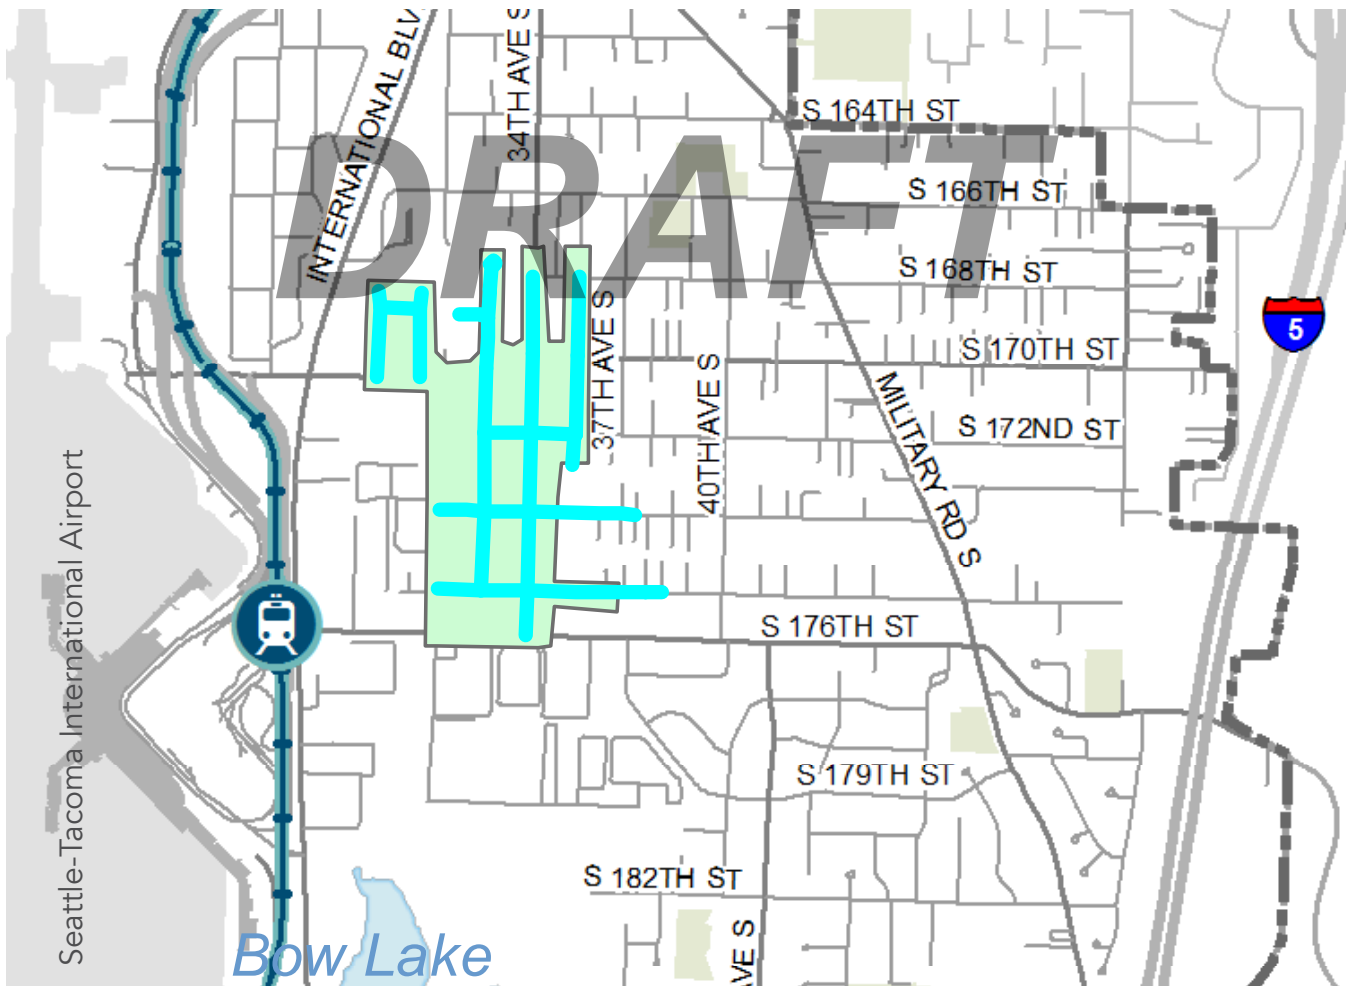 INTERNATIONAL BLV
34TH AVE S
S 164TH ST
DRAFT
S 166TH ST
S 168TH ST
37TH AVE S
5
S 170TH ST
40TH AVE S
MILITARY RD S
S 172ND ST
Seattle-Tacoma International Airport
S 176TH ST
S 179TH ST
S 182TH ST
Bow Lake
VE S